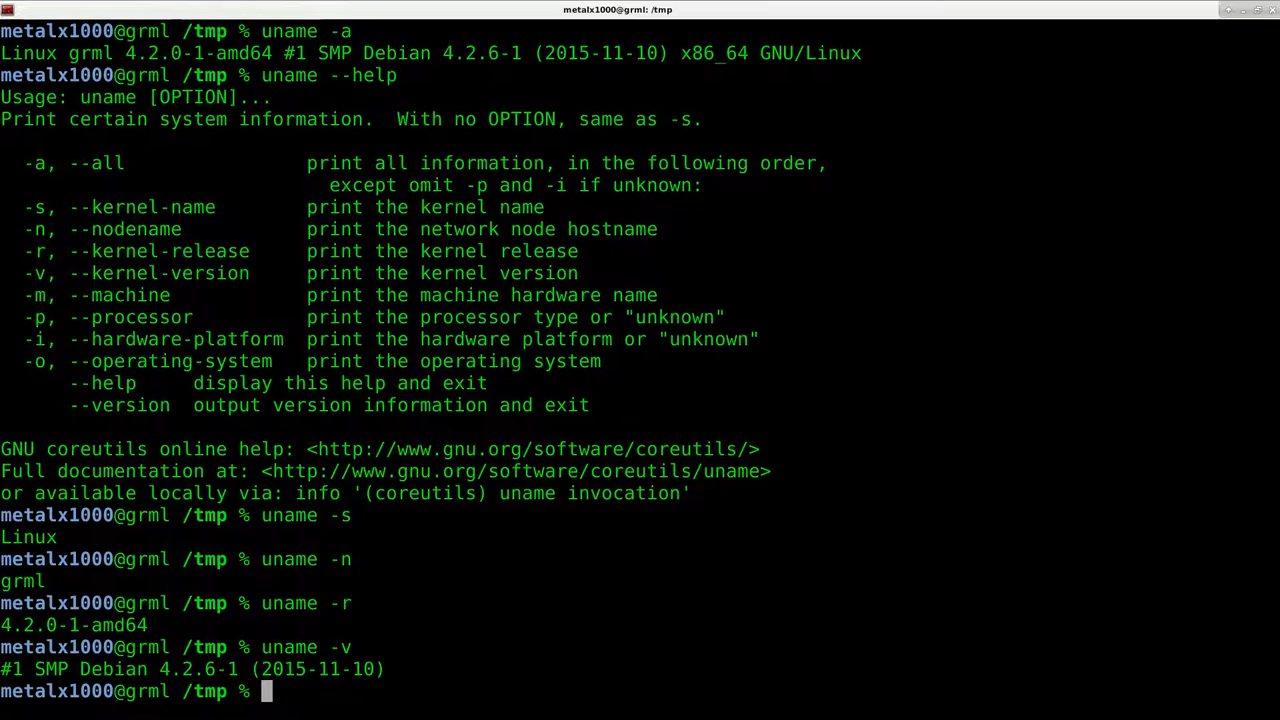 metalx1000@grml: /tmp
metalx1000@grml /tmp % uname -a
Linux grml 4.2.0-1-amd64 #1 SMP Debian 4.2.6-1 (2015-11-10) x86_64 GNU/Linux
metalx1000@grml /tmp % uname --help
Usage: uname [OPTION]...
Print certain system information.  With no OPTION, same as -s.
  -a, --all                print all information, in the following order,
                             except omit -p and -i if unknown:
  -s, --kernel-name        print the kernel name
  -n, --nodename           print the network node hostname
  -r, --kernel-release     print the kernel release
  -v, --kernel-version     print the kernel version
  -m, --machine            print the machine hardware name
  -p, --processor          print the processor type or "unknown"
  -i, --hardware-platform  print the hardware platform or "unknown"
  -o, --operating-system   print the operating system
      --help     display this help and exit
      --version  output version information and exit
GNU coreutils online help: <http://www.gnu.org/software/coreutils/>
Full documentation at: <http://www.gnu.org/software/coreutils/uname>
or available locally via: info '(coreutils) uname invocation'
metalx1000@grml /tmp % uname -s
Linux
metalx1000@grml /tmp % uname -n
grml
metalx1000@grml /tmp % uname -r
4.2.0-1-amd64
metalx1000@grml /tmp % uname -v
#1 SMP Debian 4.2.6-1 (2015-11-10)
metalx1000@grml /tmp %